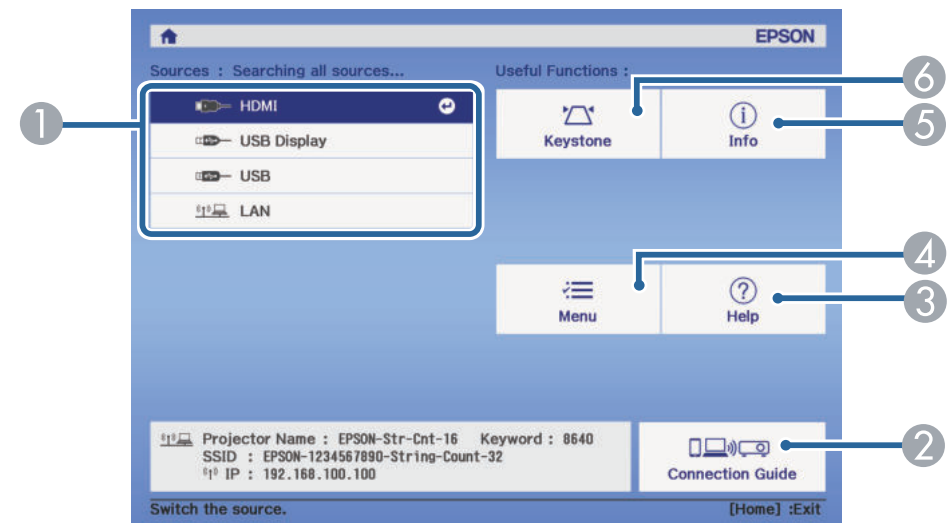 EPSON
Sources : Searching all sources...
Useful Functions :
HDMI
USB Display
USB
LAN
Keystone
Info
Menu
Help
Projector Name : EPSON-Str-Cnt-16 Keyword : 8640
SSID : EPSON-1234567890-String-Count-32
IP : 192.168.100.100
Connection Guide
Switch the source.
[Home] :Exit
1
6
5
4
3
2